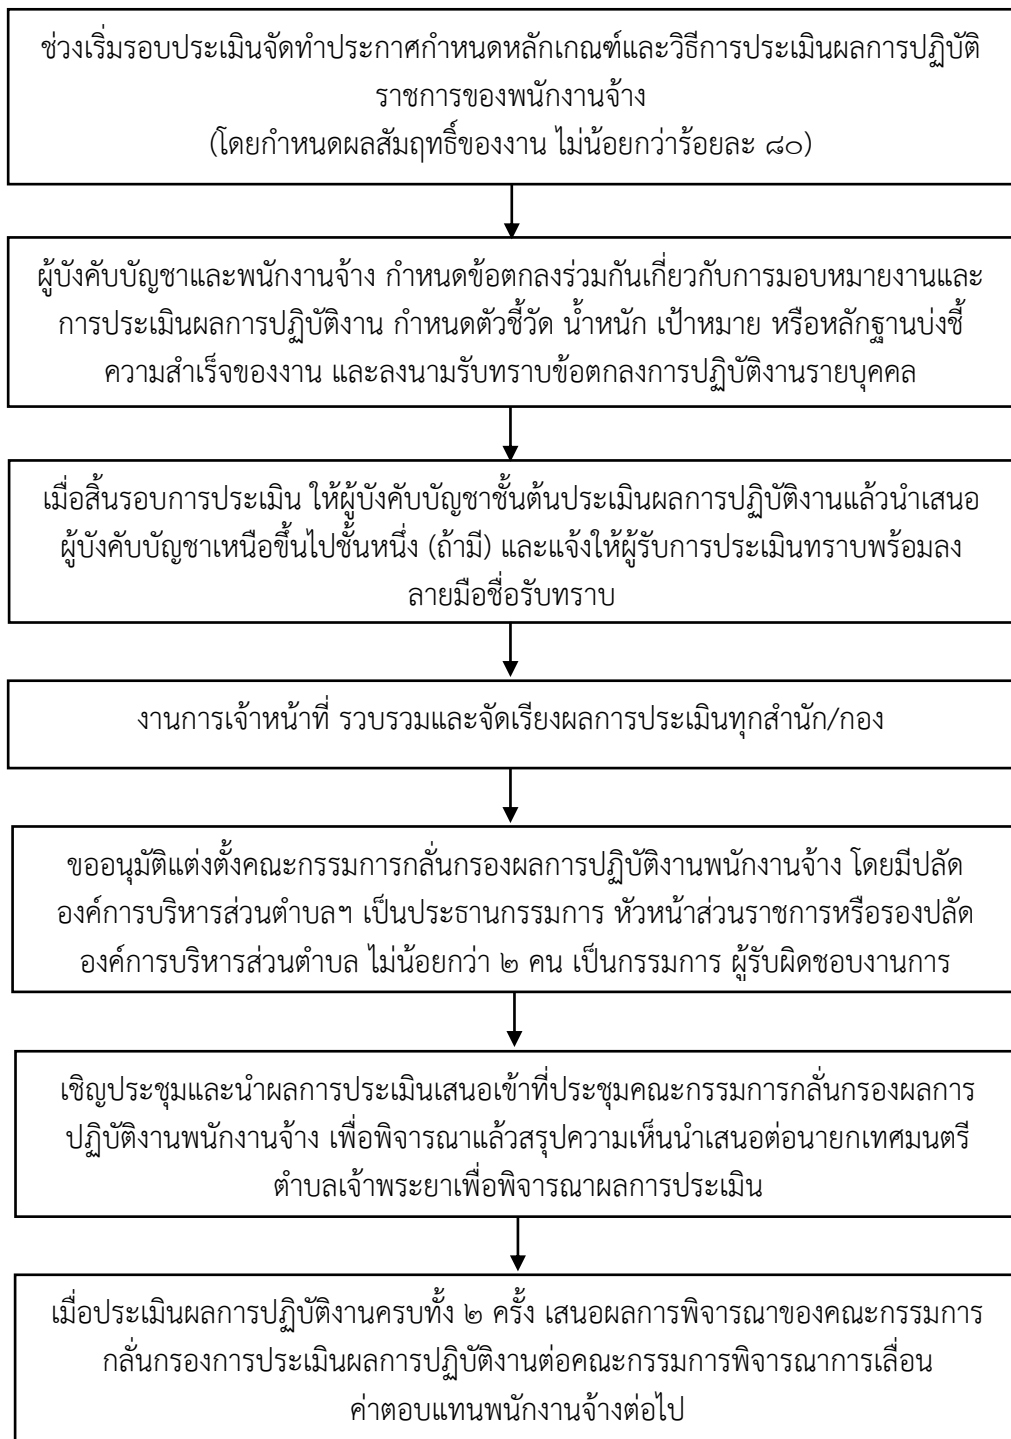 ช่วงเริ่มรอบประเมินจัดทำประกาศกำหนดหลักเกณฑ์และวิธีการประเมินผลการปฏิบัติ
ราชการของพนักงานจ้าง
(โดยกำหนดผลสัมฤทธิ์ของงาน ไม่น้อยกว่าร้อยละ ๘๐)
ผู้บังคับบัญชาและพนักงานจ้าง กำหนดข้อตกลงร่วมกันเกี่ยวกับการมอบหมายงานและ
การประเมินผลการปฏิบัติงาน กำหนดตัวชี้วัด น้ำหนัก เป้าหมาย หรือหลักฐานบ่งชี้
ความสำเร็จของงาน และลงนามรับทราบข้อตกลงการปฏิบัติงานรายบุคคล
เมื่อสิ้นรอบการประเมิน ให้ผู้บังคับบัญชาชั้นต้นประเมินผลการปฏิบัติงานแล้วนำเสนอ
ผู้บังคับบัญชาเหนือขึ้นไปชั้นหนึ่ง (ถ้ามี) และแจ้งให้ผู้รับการประเมินทราบพร้อมลง
ลายมือชื่อรับทราบ
งานการเจ้าหน้าที่ รวบรวมและจัดเรียงผลการประเมินทุกสำนัก/กอง
ขออนุมัติแต่งตั้งคณะกรรมการกลั่นกรองผลการปฏิบัติงานพนักงานจ้าง โดยมีปลัด
องค์การบริหารส่วนตำบลฯ เป็นประธานกรรมการ หัวหน้าส่วนราชการหรือรองปลัด
องค์การบริหารส่วนตำบล ไม่น้อยกว่า ๒ คน เป็นกรรมการ ผู้รับผิดชอบงานการ
เชิญประชุมและนำผลการประเมินเสนอเข้าที่ประชุมคณะกรรมการกลั่นกรองผลการ
ปฏิบัติงานพนักงานจ้าง เพื่อพิจารณาแล้วสรุปความเห็นนำเสนอต่อนายกเทศมนตรี
ตำบลเจ้าพระยาเพื่อพิจารณาผลการประเมิน
เมื่อประเมินผลการปฏิบัติงานครบทั้ง ๒ ครั้ง เสนอผลการพิจารณาของคณะกรรมการ
กลั่นกรองการประเมินผลการปฏิบัติงานต่อคณะกรรมการพิจารณาการเลื่อน
ค่าตอบแทนพนักงานจ้างต่อไป